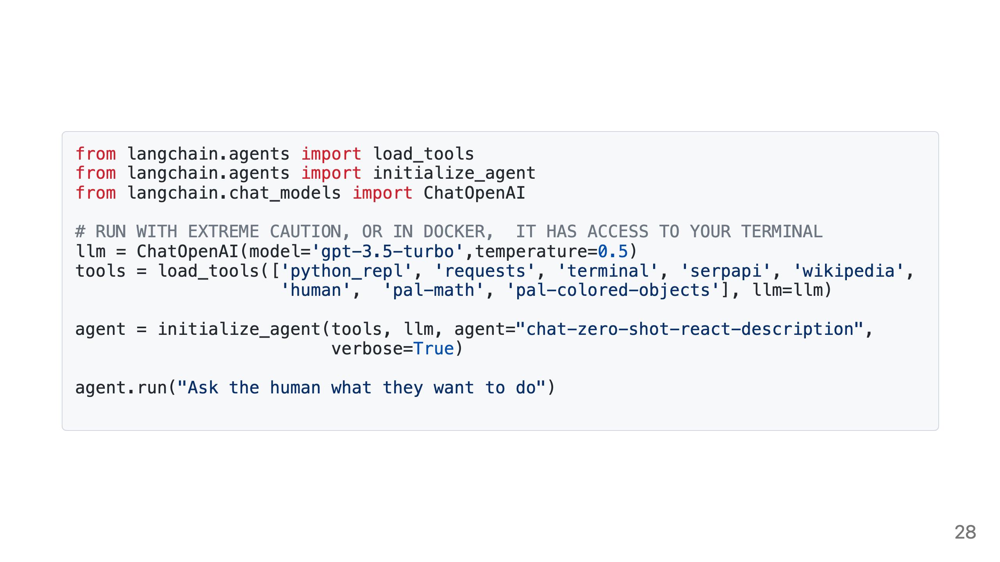 from langchain.agents import load_tools
from langchain.agents import initialize_agent
from langchain.chat_models import ChatOpenAI
# RUN WITH EXTREME CAUTION, OR IN DOCKER,  IT HAS ACCESS TO YOUR TERMINAL
llm = ChatOpenAI(model='gpt-3.5-turbo',temperature=0.5)
tools = load_tools(['python_repl', 'requests', 'terminal', 'serpapi', 'wikipedia',
                    'human',  'pal-math', 'pal-colored-objects'], llm=llm)
agent = initialize_agent(tools, llm, agent="chat-zero-shot-react-description",
                         verbose=True)
agent.run("Ask the human what they want to do")
28